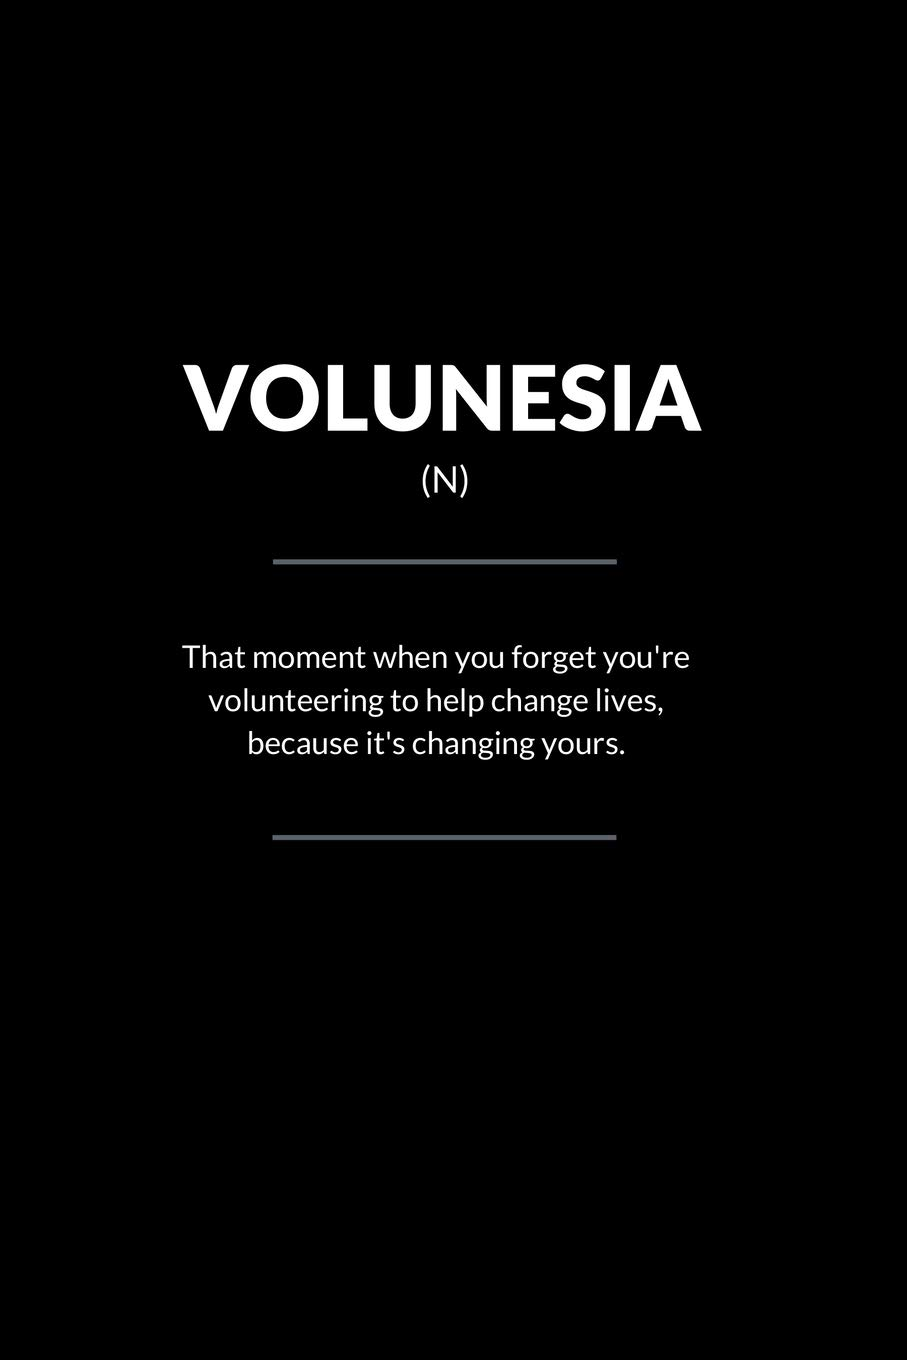 VOLUNESIA
(N)
That moment when you forget you're
volunteering to help change lives,
because it's changing yours.